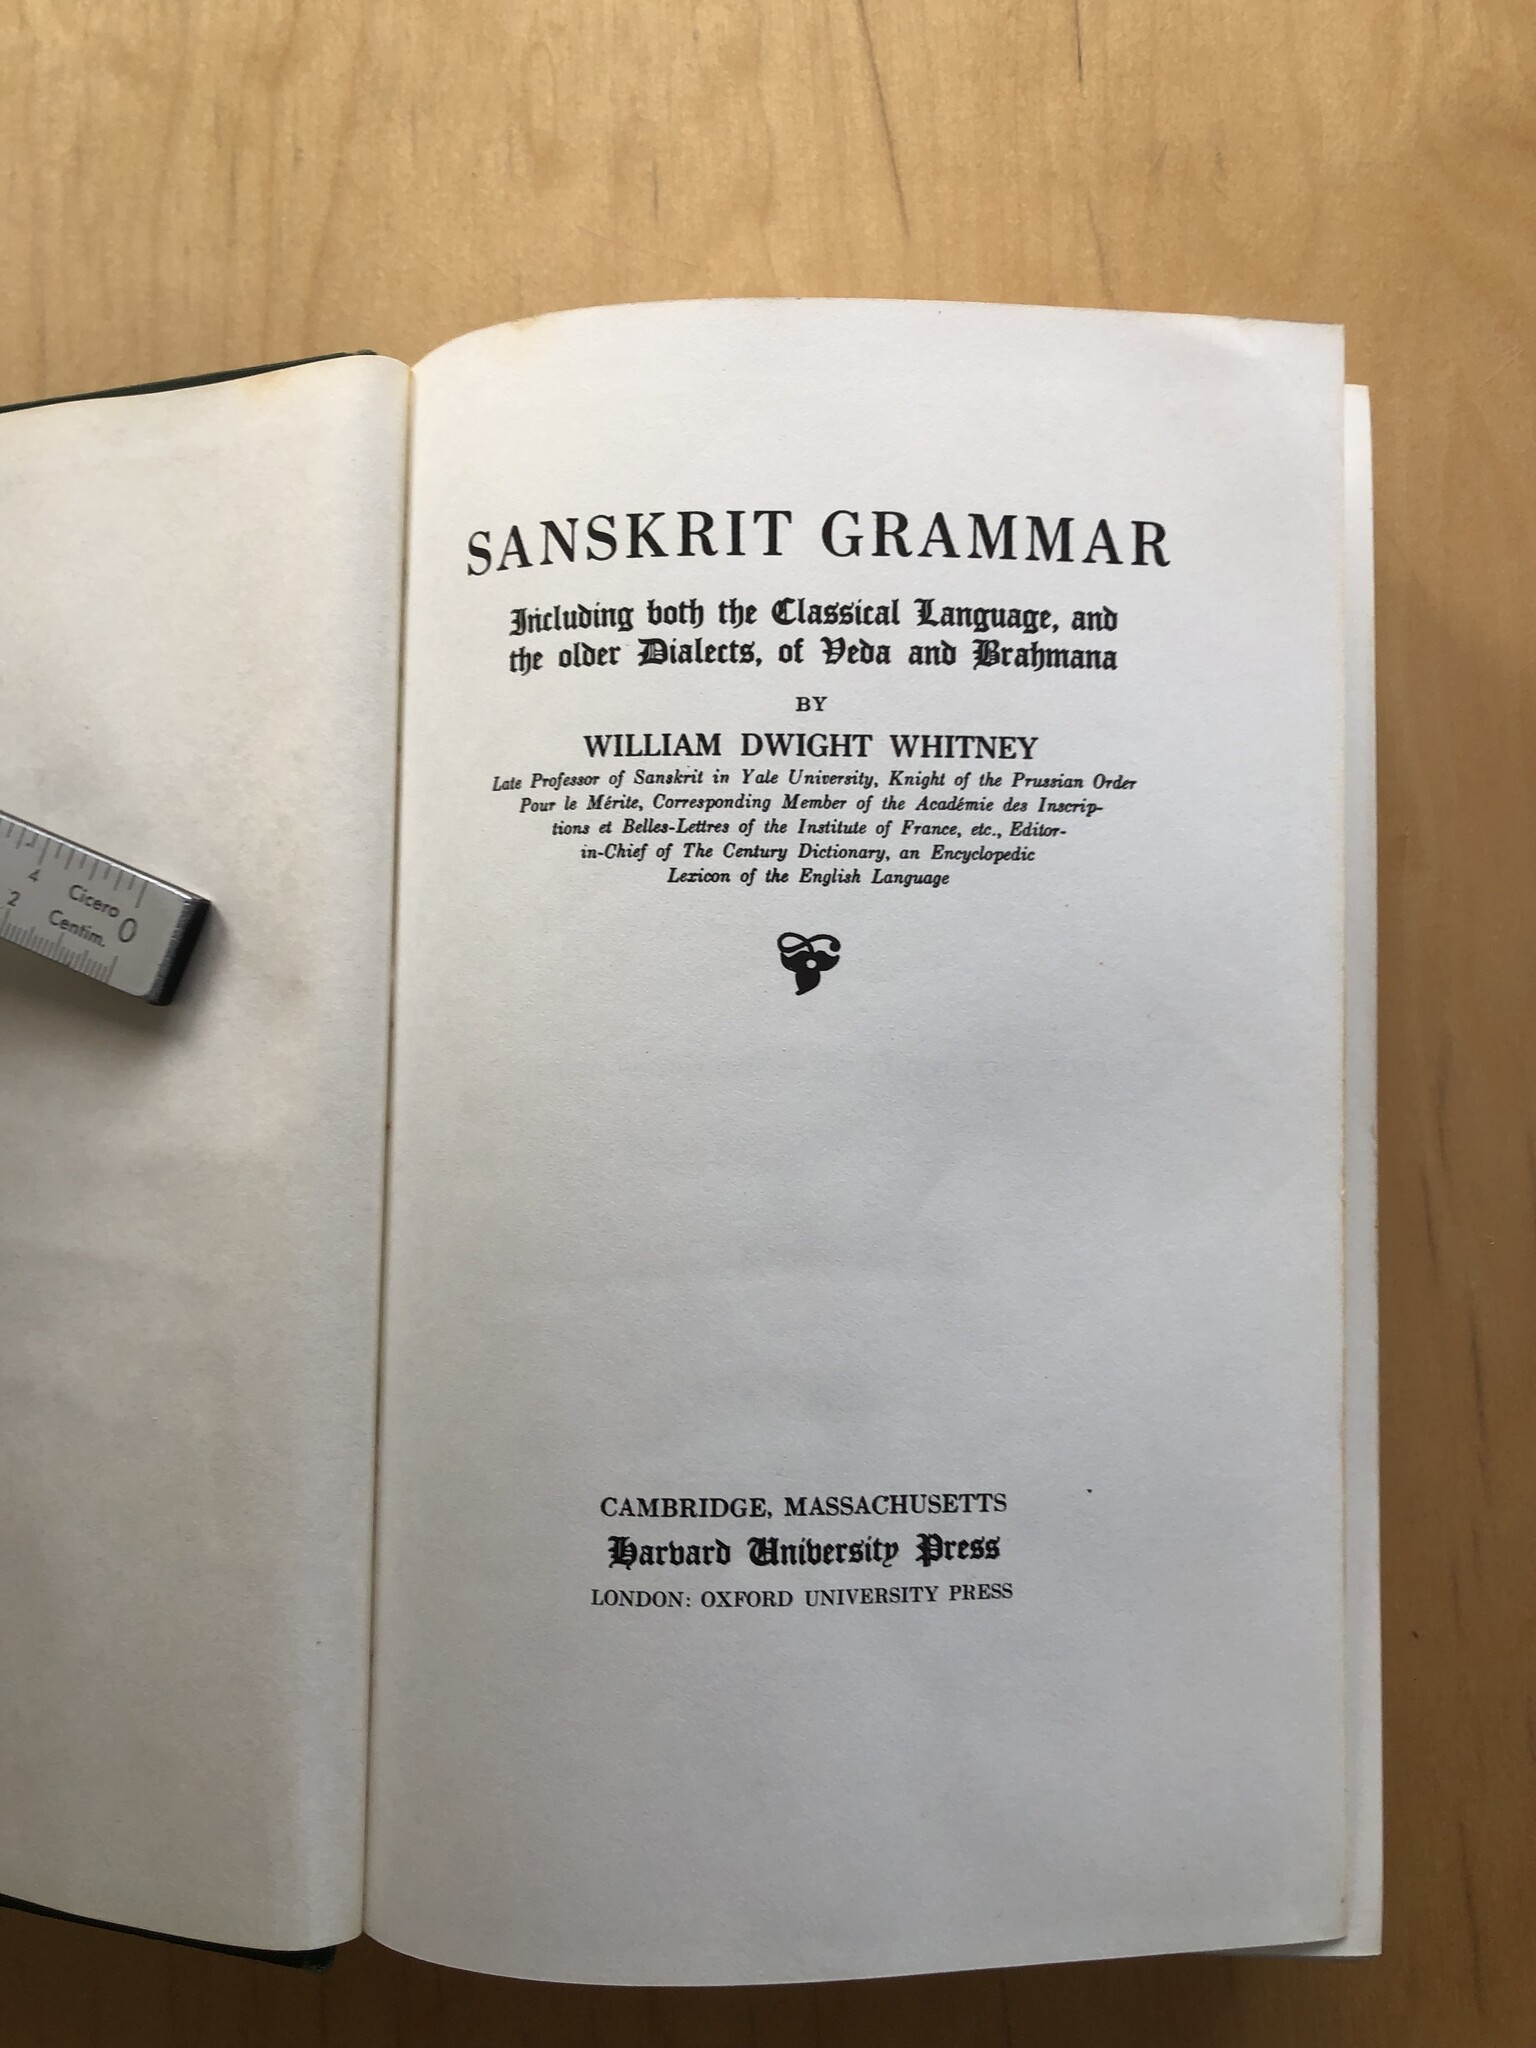 SANSKRIT GRAMMAR
Including both the Classical Language, and
the older Dialects, of Veda and Brahmana
BY
WILLIAM DWIGHT WHITNEY
Late Professor of Sanskrit in Yale University, Knight of the Prussian Order
Pour le Mérite, Corresponding Member of the Académie des Inscrip-
tions et Belles-Lettres of the Institute of France, etc., Editor-
in-Chief of The Century Dictionary, an Encyclopedic
Lexicon of the English Language
CAMBRIDGE, MASSACHUSETTS
Harvard University Press
LONDON: OXFORD UNIVERSITY PRESS
4 Cicero 0
2 Centim.